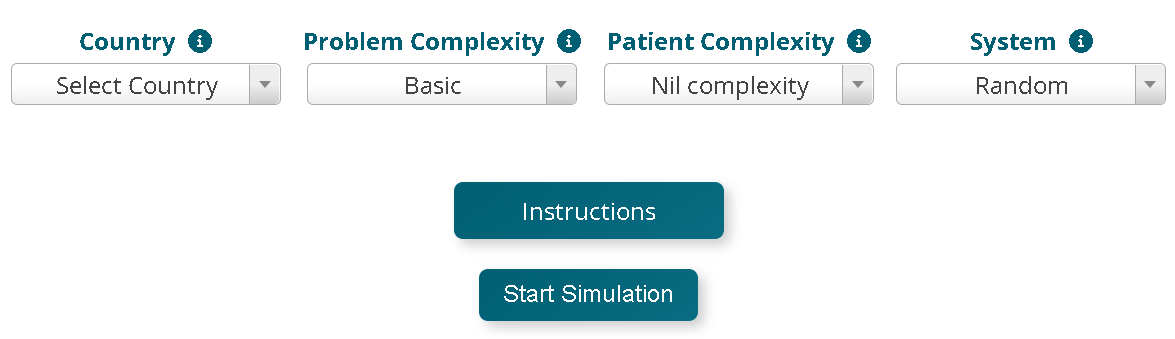 Country Problem Complexity Patient Complexity System
Select Country Basic Nil complexity Random
Instructions
Start Simulation